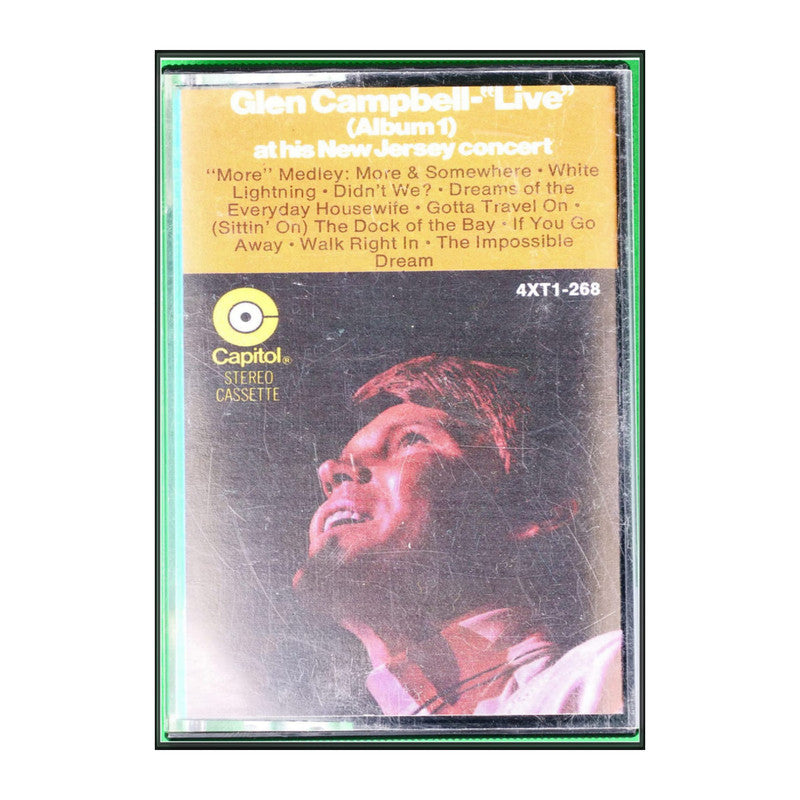 Glen Campbell-"Live"
(Album 1)
at his New Jersey concert
"More" Medley: More & Somewhere • White
Lightning • Didn't We? • Dreams of the
Everyday Housewife • Gotta Travel On •
(Sittin' On) The Dock of the Bay • If You Go
Away • Walk Right In • The Impossible
Dream
4XT1-268
Capitol®
STEREO
CASSETTE